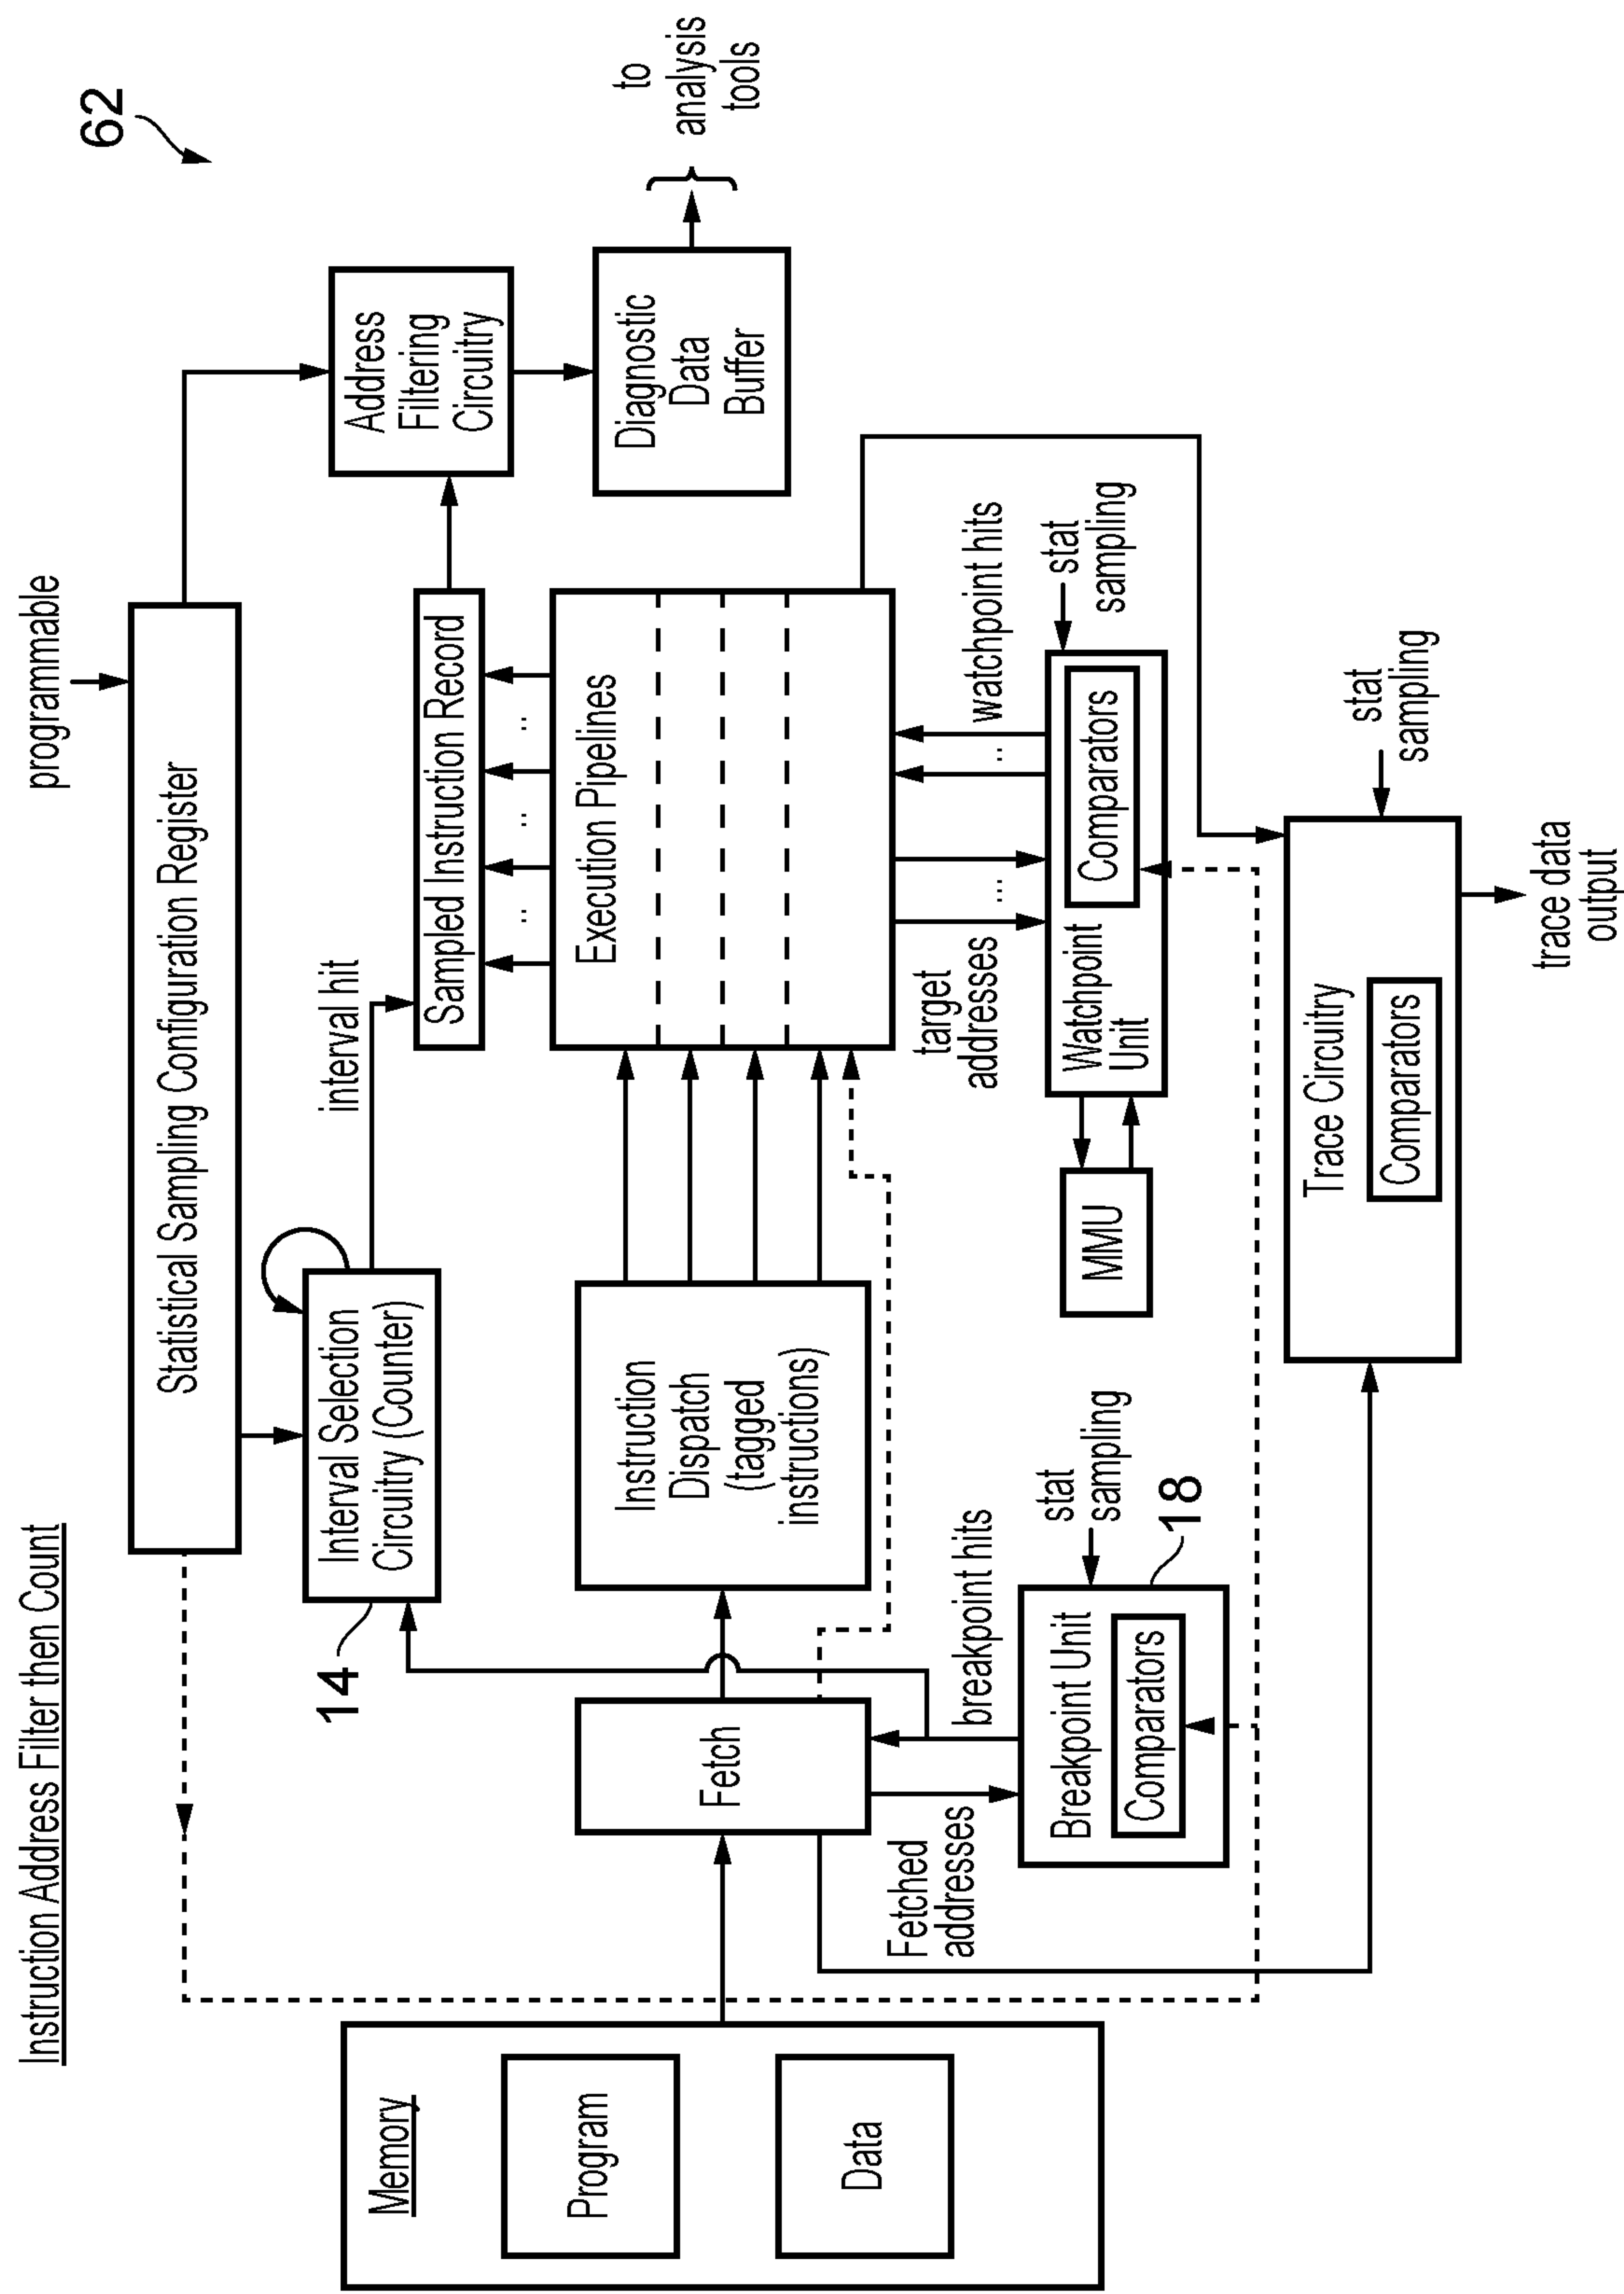 Instruction Address Filter then Count
62
programmable
Statistical Sampling Configuration Register
14
Interval Selection
Circuitry (Counter)
interval hit
Sampled Instruction Record
Address
Filtering
Circuitry
Diagnostic
Data
Buffer
to
analysis
tools
Memory
Program
Data
Fetch
Instruction
Dispatch
(tagged
instructions)
Execution Pipelines
..
..
..
Fetched
addresses
breakpoint hits
stat
sampling
18
Breakpoint Unit
Comparators
target
addresses
...
..
watchpoint hits
stat
sampling
MMU
Watchpoint
Unit
Comparators
Trace Circuitry
Comparators
stat
sampling
trace data
output